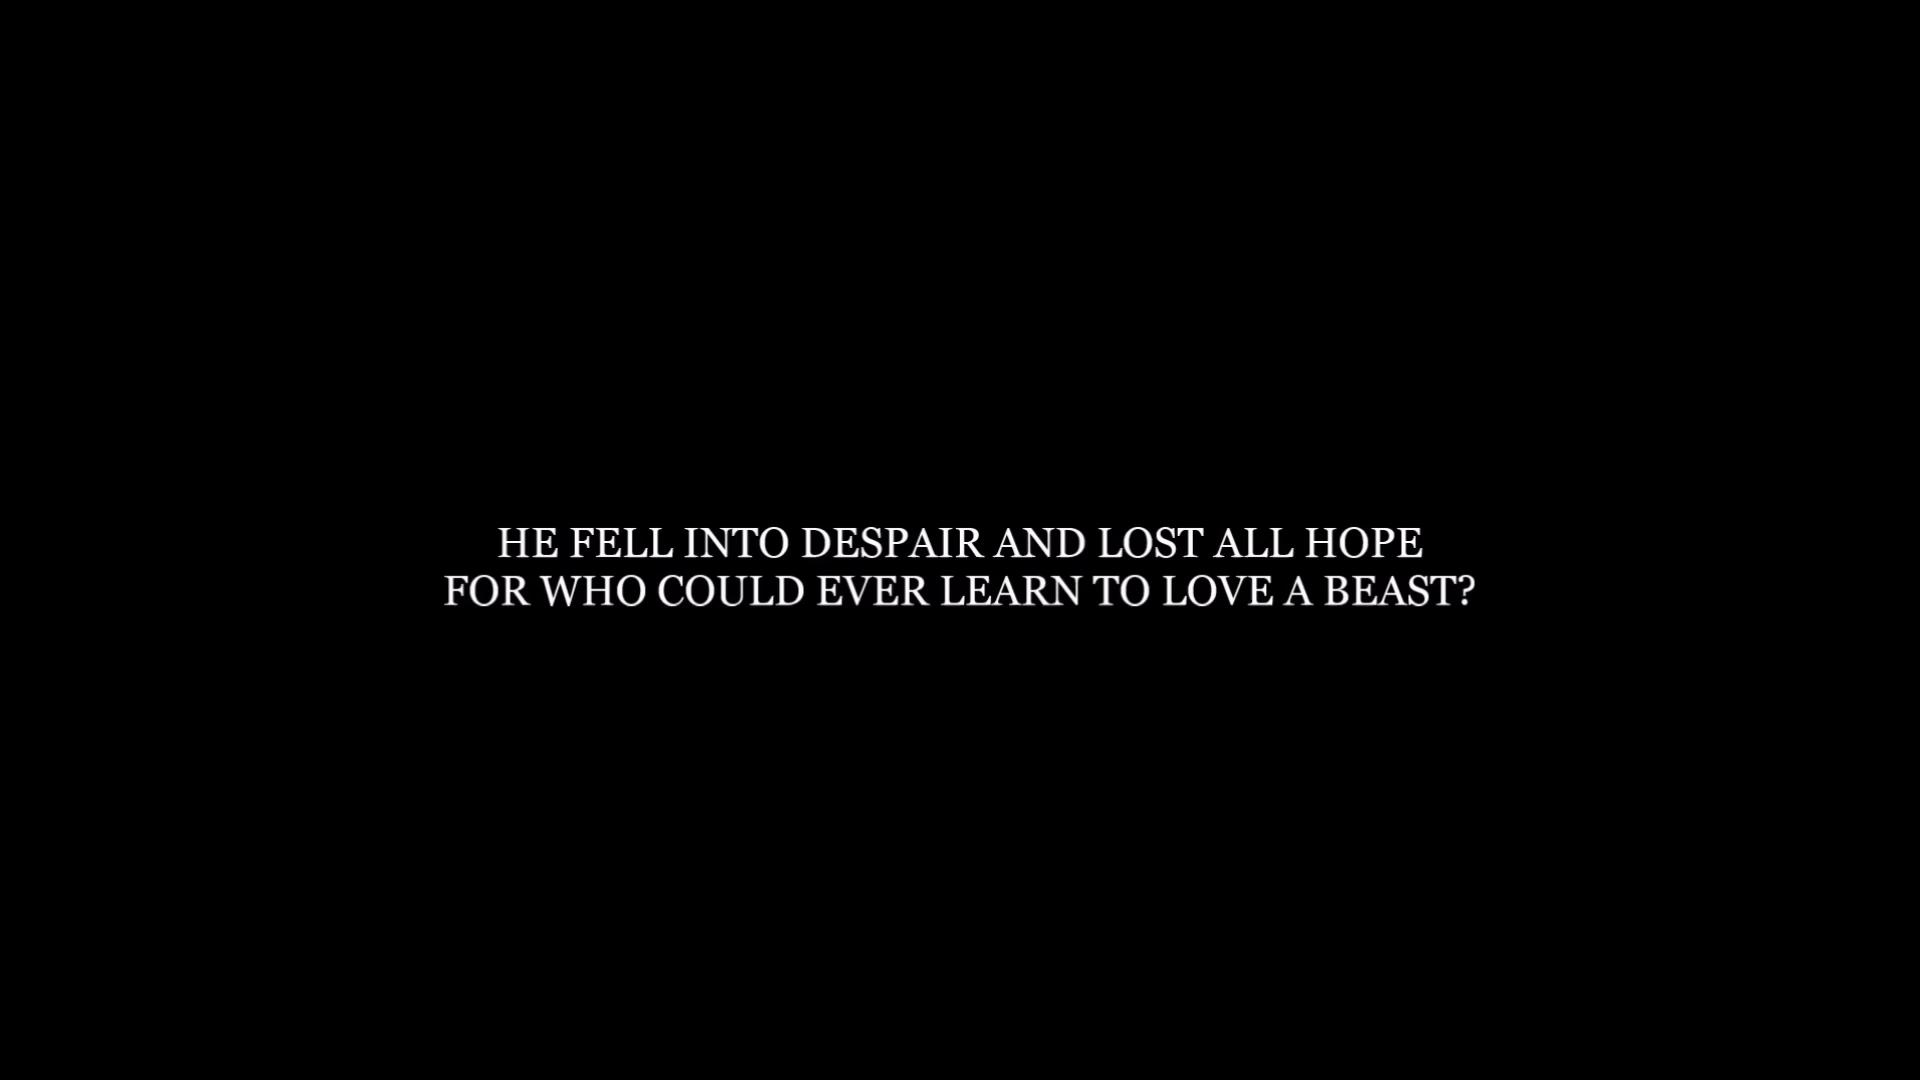 HE FELL INTO DESPAIR AND LOST ALL HOPE
FOR WHO COULD EVER LEARN TO LOVE A BEAST?